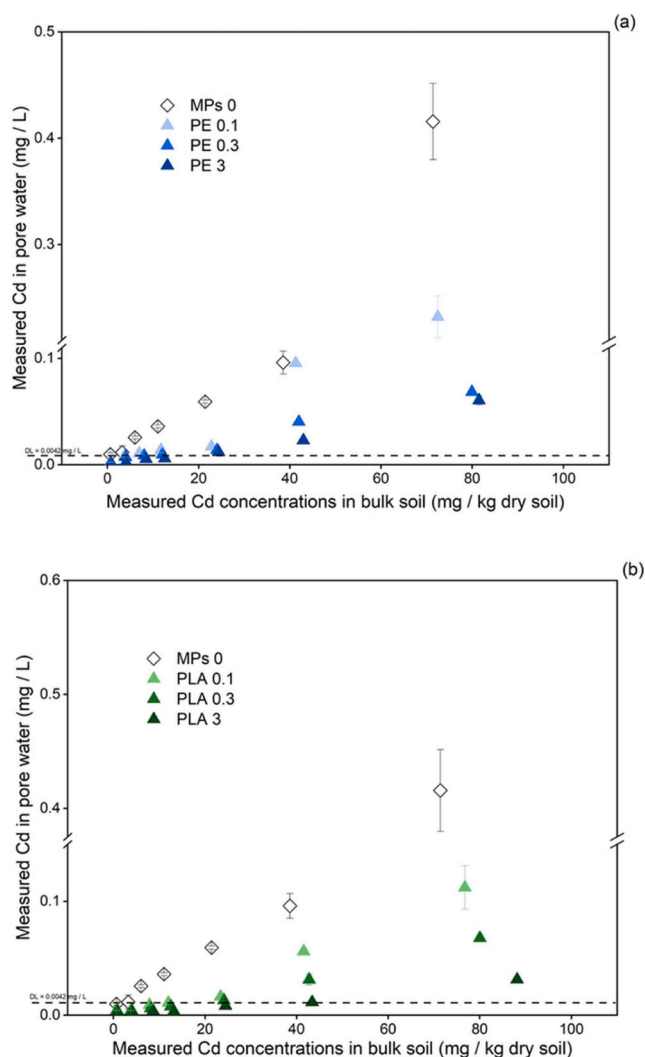 (a)
0.5
0.4
0.3
0.1
0.0
Measured Cd in pore water (mg / L)
MPs 0
PE 0.1
PE 0.3
PE 3
DL = 0.0042 mg / L
0 20 40 60 80 100
Measured Cd concentrations in bulk soil (mg / kg dry soil)
(b)
0.6
0.5
0.4
0.1
0.0
Measured Cd in pore water (mg / L)
MPs 0
PLA 0.1
PLA 0.3
PLA 3
DL = 0.0042 mg / L
0 20 40 60 80 100
Measured Cd concentrations in bulk soil (mg / kg dry soil)